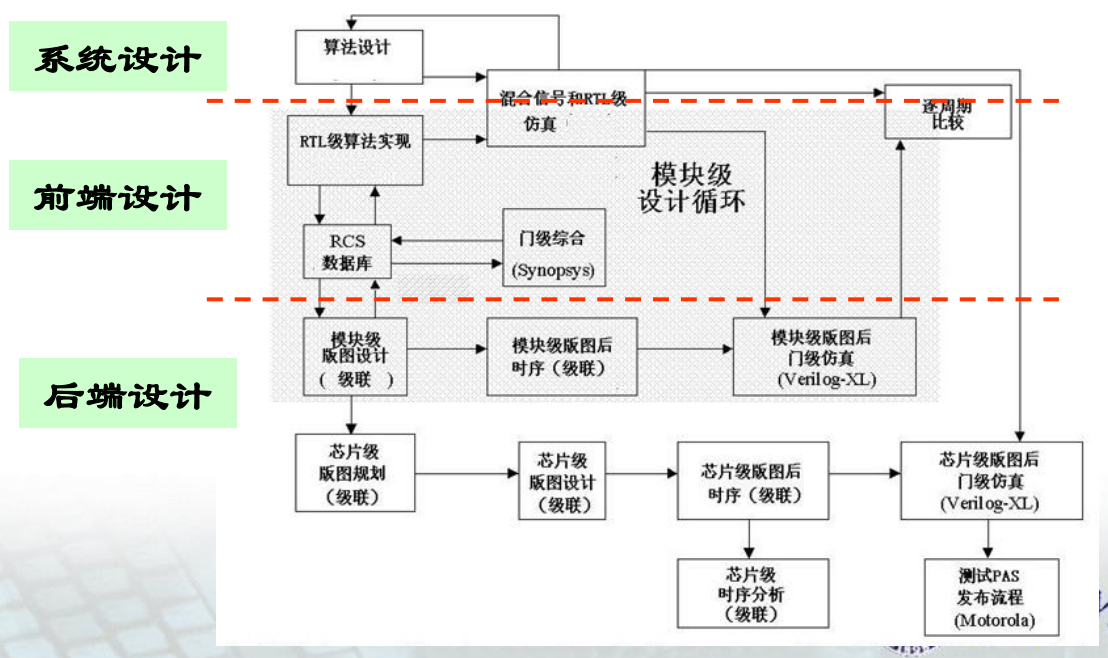 系统设计
算法设计
混合信号和RTL级
仿真
逐周期
比较
前端设计
RTL级算法实现
模块级
设计循环
RCS
数据库
门级综合
(Synopsys)
后端设计
模块级
版图设计
( 级联 )
模块级版图后
时序（级联）
模块级版图后
门级仿真
(Verilog-XL)
芯片级
版图规划
（级联）
芯片级
版图设计
（级联）
芯片级版图后
时序（级联）
芯片级版图后
门级仿真
(Verilog-XL)
芯片级
时序分析
(级联)
测试PAS
发布流程
(Motorola)